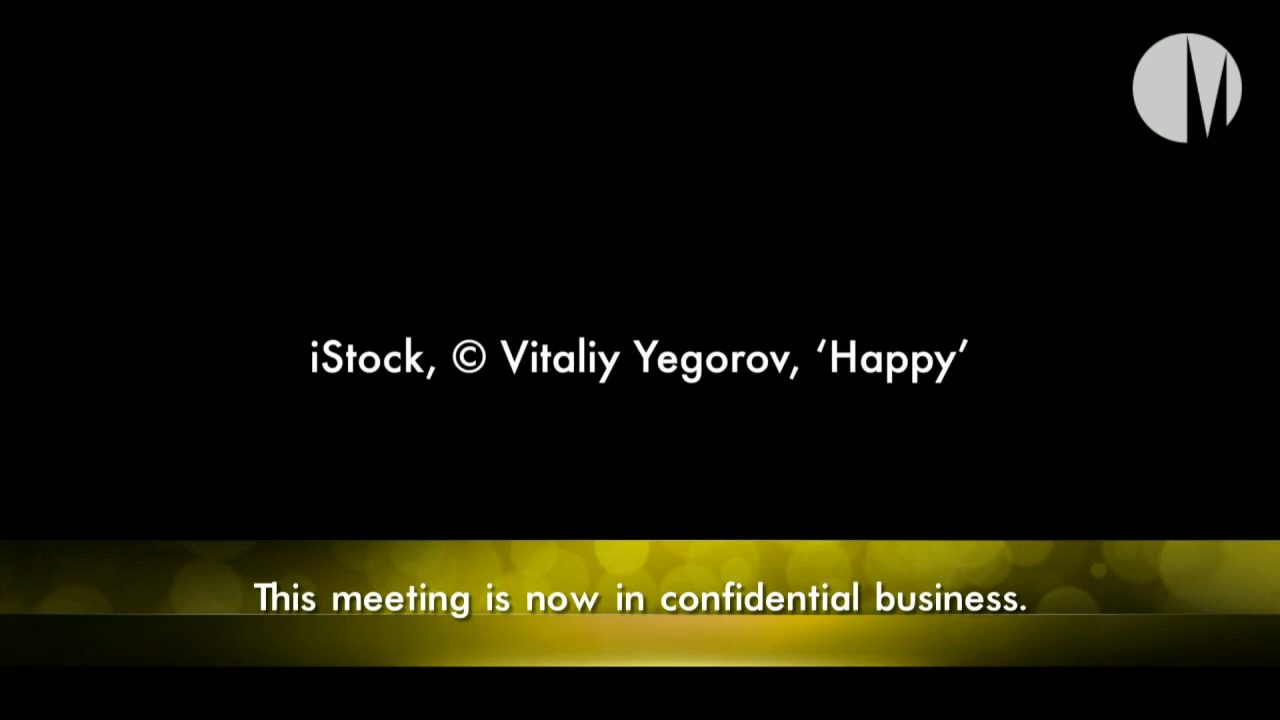 iStock, © Vitaliy Yegorov, ‘Happy’
This meeting is now in confidential business.